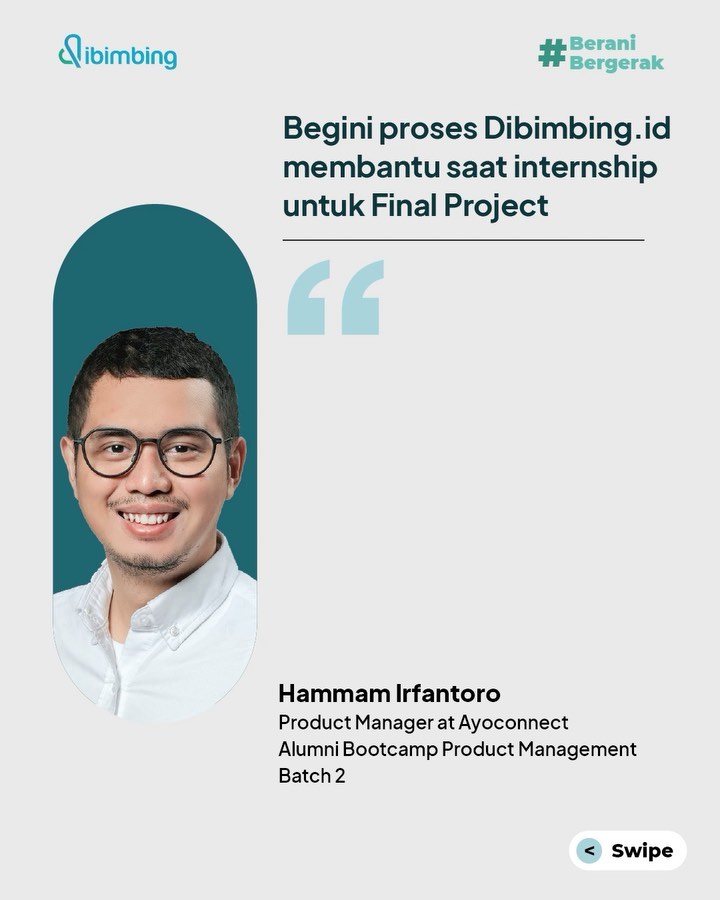 dibimbing
#Berani
Bergerak
Begini proses Dibimbing.id
membantu saat internship
untuk Final Project
“
Hammam Irfantoro
Product Manager at Ayoconnect
Alumni Bootcamp Product Management
Batch 2
< Swipe